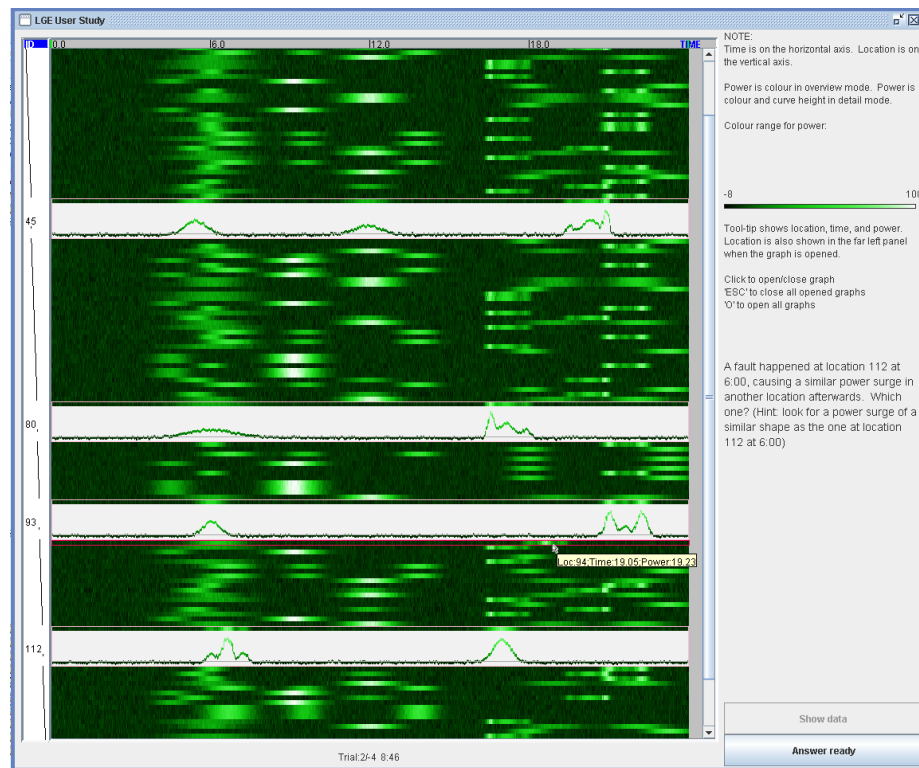 LGE User Study
ID 0.0 6.0 12.0 18.0 TIME
45
80
93
112
Loc:94;Time:19.05;Power:19.23
Trial:2/-4 8:46
NOTE:
Time is on the horizontal axis. Location is on
the vertical axis.
Power is colour in overview mode. Power is
colour and curve height in detail mode.
Colour range for power:
-8 100
Tool-tip shows location, time, and power.
Location is also shown in the far left panel
when the graph is opened.
Click to open/close graph
'ESC' to close all opened graphs
'O' to open all graphs
A fault happened at location 112 at
6:00, causing a similar power surge in
another location afterwards. Which
one? (Hint: look for a power surge of a
similar shape as the one at location
112 at 6:00)
Show data
Answer ready